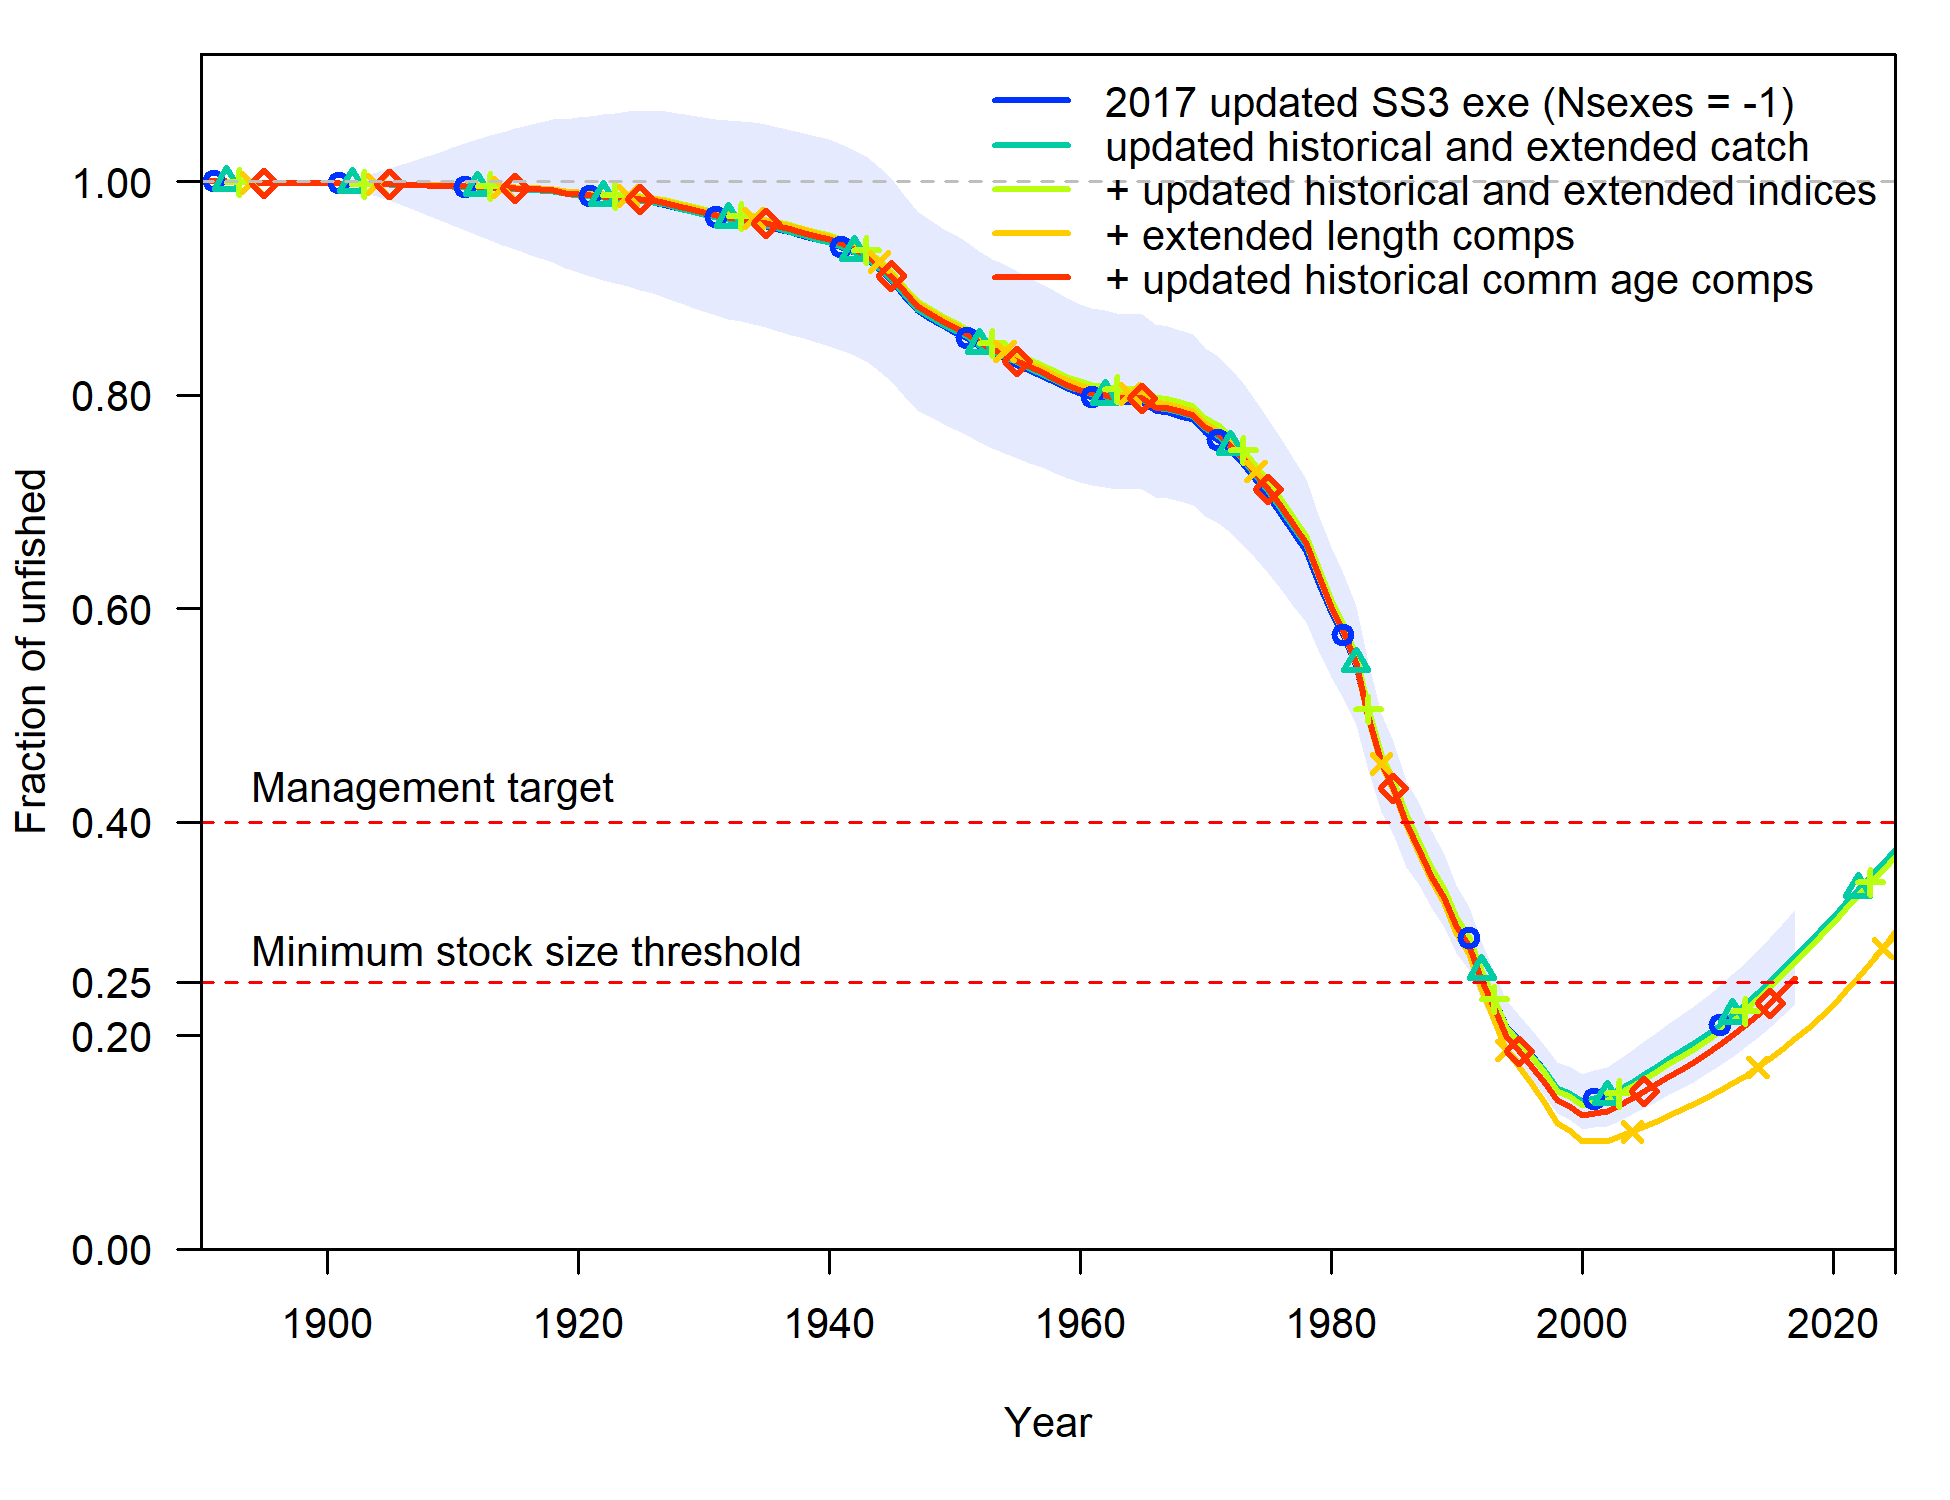 2017 updated SS3 exe (Nsexes = -1)
updated historical and extended catch
+ updated historical and extended indices
+ extended length comps
+ updated historical comm age comps
1.00
0.80
0.60
0.40
0.25
0.20
0.00
Fraction of unfished
Management target
Minimum stock size threshold
1900
1920
1940
1960
1980
2000
2020
Year